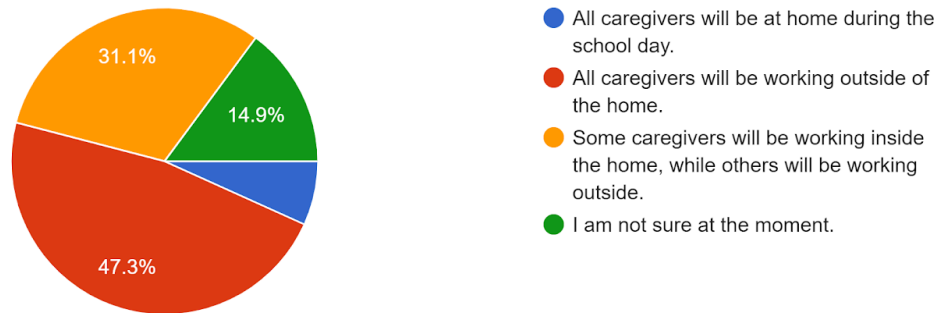 31.1%
14.9%
47.3%
All caregivers will be at home during the
school day.
All caregivers will be working outside of
the home.
Some caregivers will be working inside
the home, while others will be working
outside.
I am not sure at the moment.